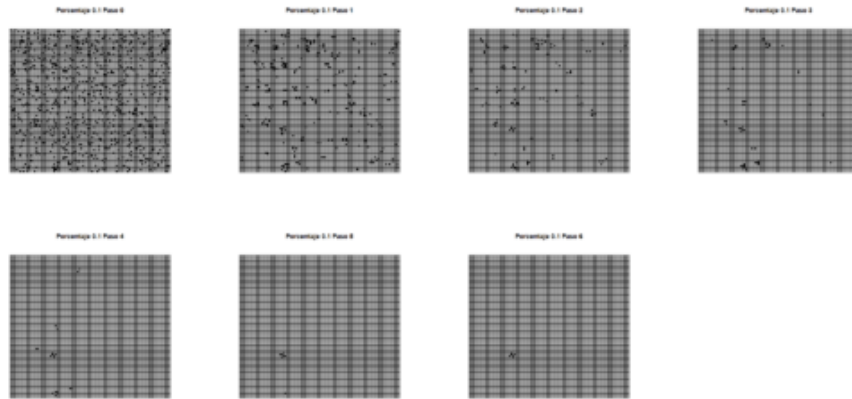 Porcentaje 0.1 Paso 0
Porcentaje 0.1 Paso 1
Porcentaje 0.1 Paso 2
Porcentaje 0.1 Paso 3
Porcentaje 0.1 Paso 4
Porcentaje 0.1 Paso 5
Porcentaje 0.1 Paso 6